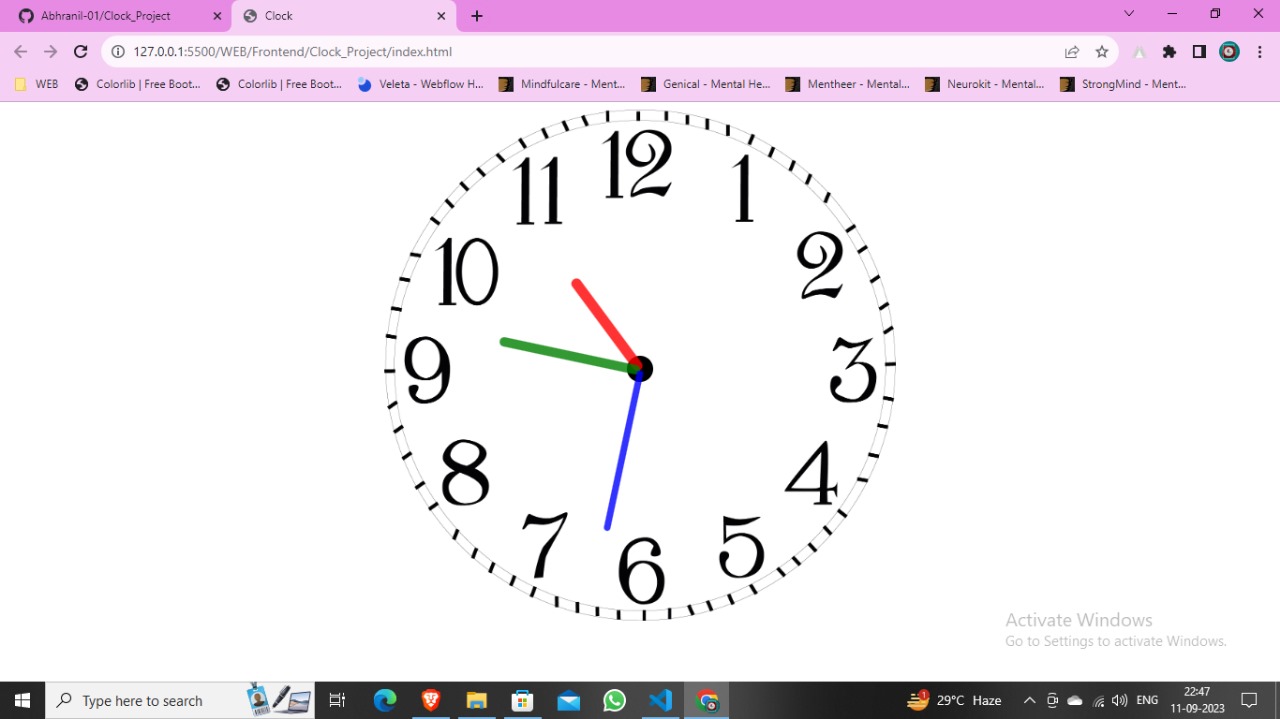 Abhranil-01/Clock_Project
Clock
127.0.0.1:5500/WEB/Frontend/Clock_Project/index.html
WEB
Colorlib | Free Boot...
Colorlib | Free Boot...
Veleta - Webflow H...
Mindfulcare - Ment...
Genical - Mental He...
Mentheer - Mental...
Neurokit - Mental...
StrongMind - Ment...
12
11
1
10
2
9
3
8
4
7
5
6
Activate Windows
Go to Settings to activate Windows.
Type here to search
1
29°C Haze
ENG
22:47
11-09-2023